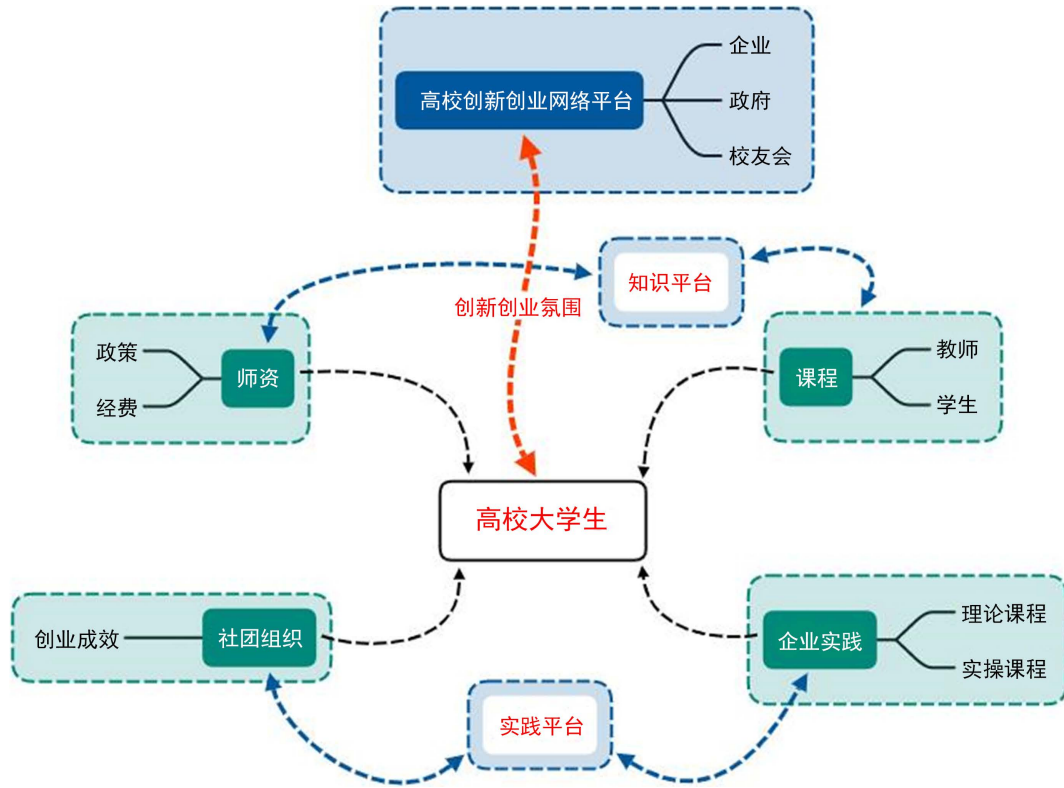 企业
高校创新创业网络平台
政府
校友会
知识平台
创新创业氛围
政策
师资
经费
教师
课程
学生
高校大学生
创业成效
社团组织
理论课程
企业实践
实操课程
实践平台